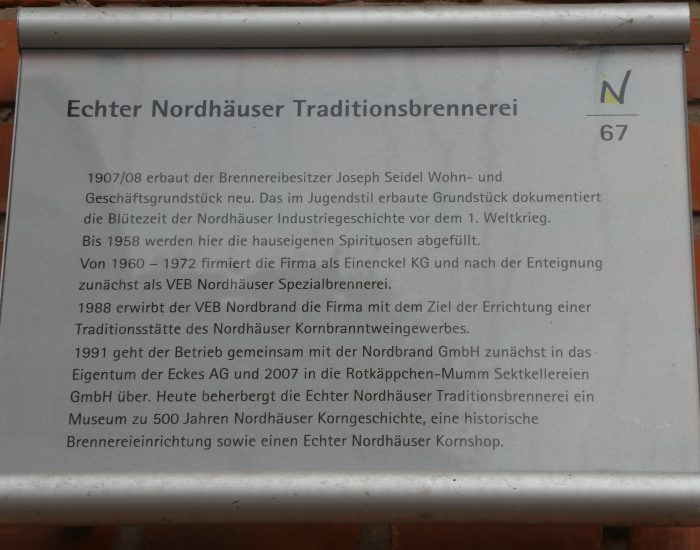 Echter Nordhäuser Traditionsbrennerei
N
67
1907/08 erbaut der Brennereibesitzer Joseph Seidel Wohn- und
Geschäftsgrundstück neu. Das im Jugendstil erbaute Grundstück dokumentiert
die Blütezeit der Nordhäuser Industriegeschichte vor dem 1. Weltkrieg.
Bis 1958 werden hier die hauseigenen Spirituosen abgefüllt.
Von 1960 – 1972 firmiert die Firma als Einenckel KG und nach der Enteignung
zunächst als VEB Nordhäuser Spezialbrennerei.
1988 erwirbt der VEB Nordbrand die Firma mit dem Ziel der Errichtung einer
Traditionsstätte des Nordhäuser Kornbranntweingewerbes.
1991 geht der Betrieb gemeinsam mit der Nordbrand GmbH zunächst in das
Eigentum der Eckes AG und 2007 in die Rotkäppchen-Mumm Sektkellereien
GmbH über. Heute beherbergt die Echter Nordhäuser Traditionsbrennerei ein
Museum zu 500 Jahren Nordhäuser Korngeschichte, eine historische
Brennereieinrichtung sowie einen Echter Nordhäuser Kornshop.